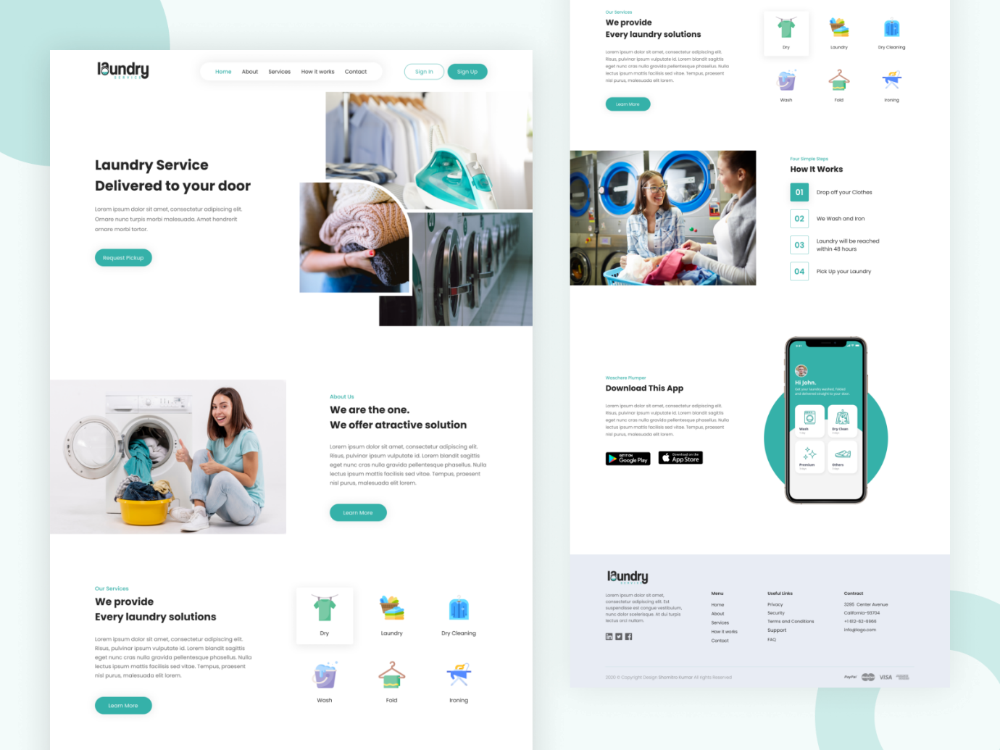 laundry
SERVICE
Home About Services How it works Contact
Sign In Sign Up
Laundry Service
Delivered to your door
Lorem ipsum dolor sit amet, consectetur adipiscing elit.
Ornare nunc turpis morbi malesuada. Amet hendrerit
ornare morbi tortor.
Request Pickup
About Us
We are the one.
We offer atractive solution
Lorem ipsum dolor sit amet, consectetur adipiscing elit.
Risus, pulvinar ipsum vulputate id. Lorem blandit sagittis
eget nunc cras nulla gravida pellentesque phasellus. Nulla
lectus ipsum mattis facilisis sed vitae. Tempus, praesent
nisl purus, malesuada elit lorem.
Learn More
Our Services
We provide
Every laundry solutions
Lorem ipsum dolor sit amet, consectetur adipiscing elit.
Risus, pulvinar ipsum vulputate id. Lorem blandit sagittis
eget nunc cras nulla gravida pellentesque phasellus. Nulla
lectus ipsum mattis facilisis sed vitae. Tempus, praesent
nisl purus, malesuada elit lorem.
Learn More
Dry Laundry Dry Cleaning
Wash Fold Ironing
Our Services
We provide
Every laundry solutions
Lorem ipsum dolor sit amet, consectetur adipiscing elit.
Risus, pulvinar ipsum vulputate id. Lorem blandit sagittis
eget nunc cras nulla gravida pellentesque phasellus. Nulla
lectus ipsum mattis facilisis sed vitae. Tempus, praesent
nisl purus, malesuada elit lorem.
Learn More
Dry Laundry Dry Cleaning
Wash Fold Ironing
Four Simple Steps
How It Works
01 Drop off your Clothes
02 We Wash and Iron
03 Laundry will be reached
within 48 hours
04 Pick Up your Laundry
Waschere Plumper
Download This App
Lorem ipsum dolor sit amet, consectetur adipiscing elit.
Risus, pulvinar ipsum vulputate id. Lorem blandit sagittis
eget nunc cras nulla gravida pellentesque phasellus. Nulla
lectus ipsum mattis facilisis sed vitae. Tempus, praesent
nisl purus, malesuada elit lorem.
GET IT ON
Google Play
Download on the
App Store
9:41
Hi John.
Get your laundry washed, folded
and delivered straight to your door.
Wash
Dry Clean
Premium
Others
laundry
SERVICE
Lorem ipsum dolor sit amet,
consectetur adipiscing elit. Est
suspendisse est congue vestibulum,
nunc dolor scelerisque. At dui turpis
lectus orci nullam.
Menu
Home
About
Services
How it works
Contact
Useful Links
Privacy
Security
Terms and Conditions
Support
FAQ
Contract
3295 Center Avenue
California-93704
+1 612-62-6966
info@logo.com
2020 © Copyright Design Shomitra Kumar All rights Reserved
PayPal VISA